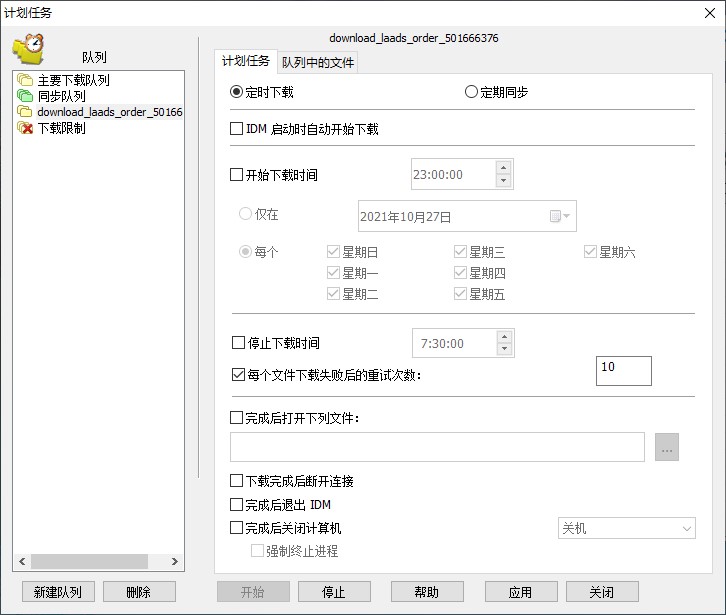 计划任务
队列
主要下载队列
同步队列
download_laads_order_50166
下载限制
download_laads_order_501666376
计划任务 队列中的文件
定时下载 定期同步
IDM 启动时自动开始下载
开始下载时间 23:00:00
仅在 2021年10月27日
每个 星期日 星期三 星期六
星期一 星期四
星期二 星期五
停止下载时间 7:30:00
每个文件下载失败后的重试次数： 10
完成后打开下列文件：
...
下载完成后断开连接
完成后退出 IDM
完成后关闭计算机 关机
强制终止进程
新建队列 删除 开始 停止 帮助 应用 关闭